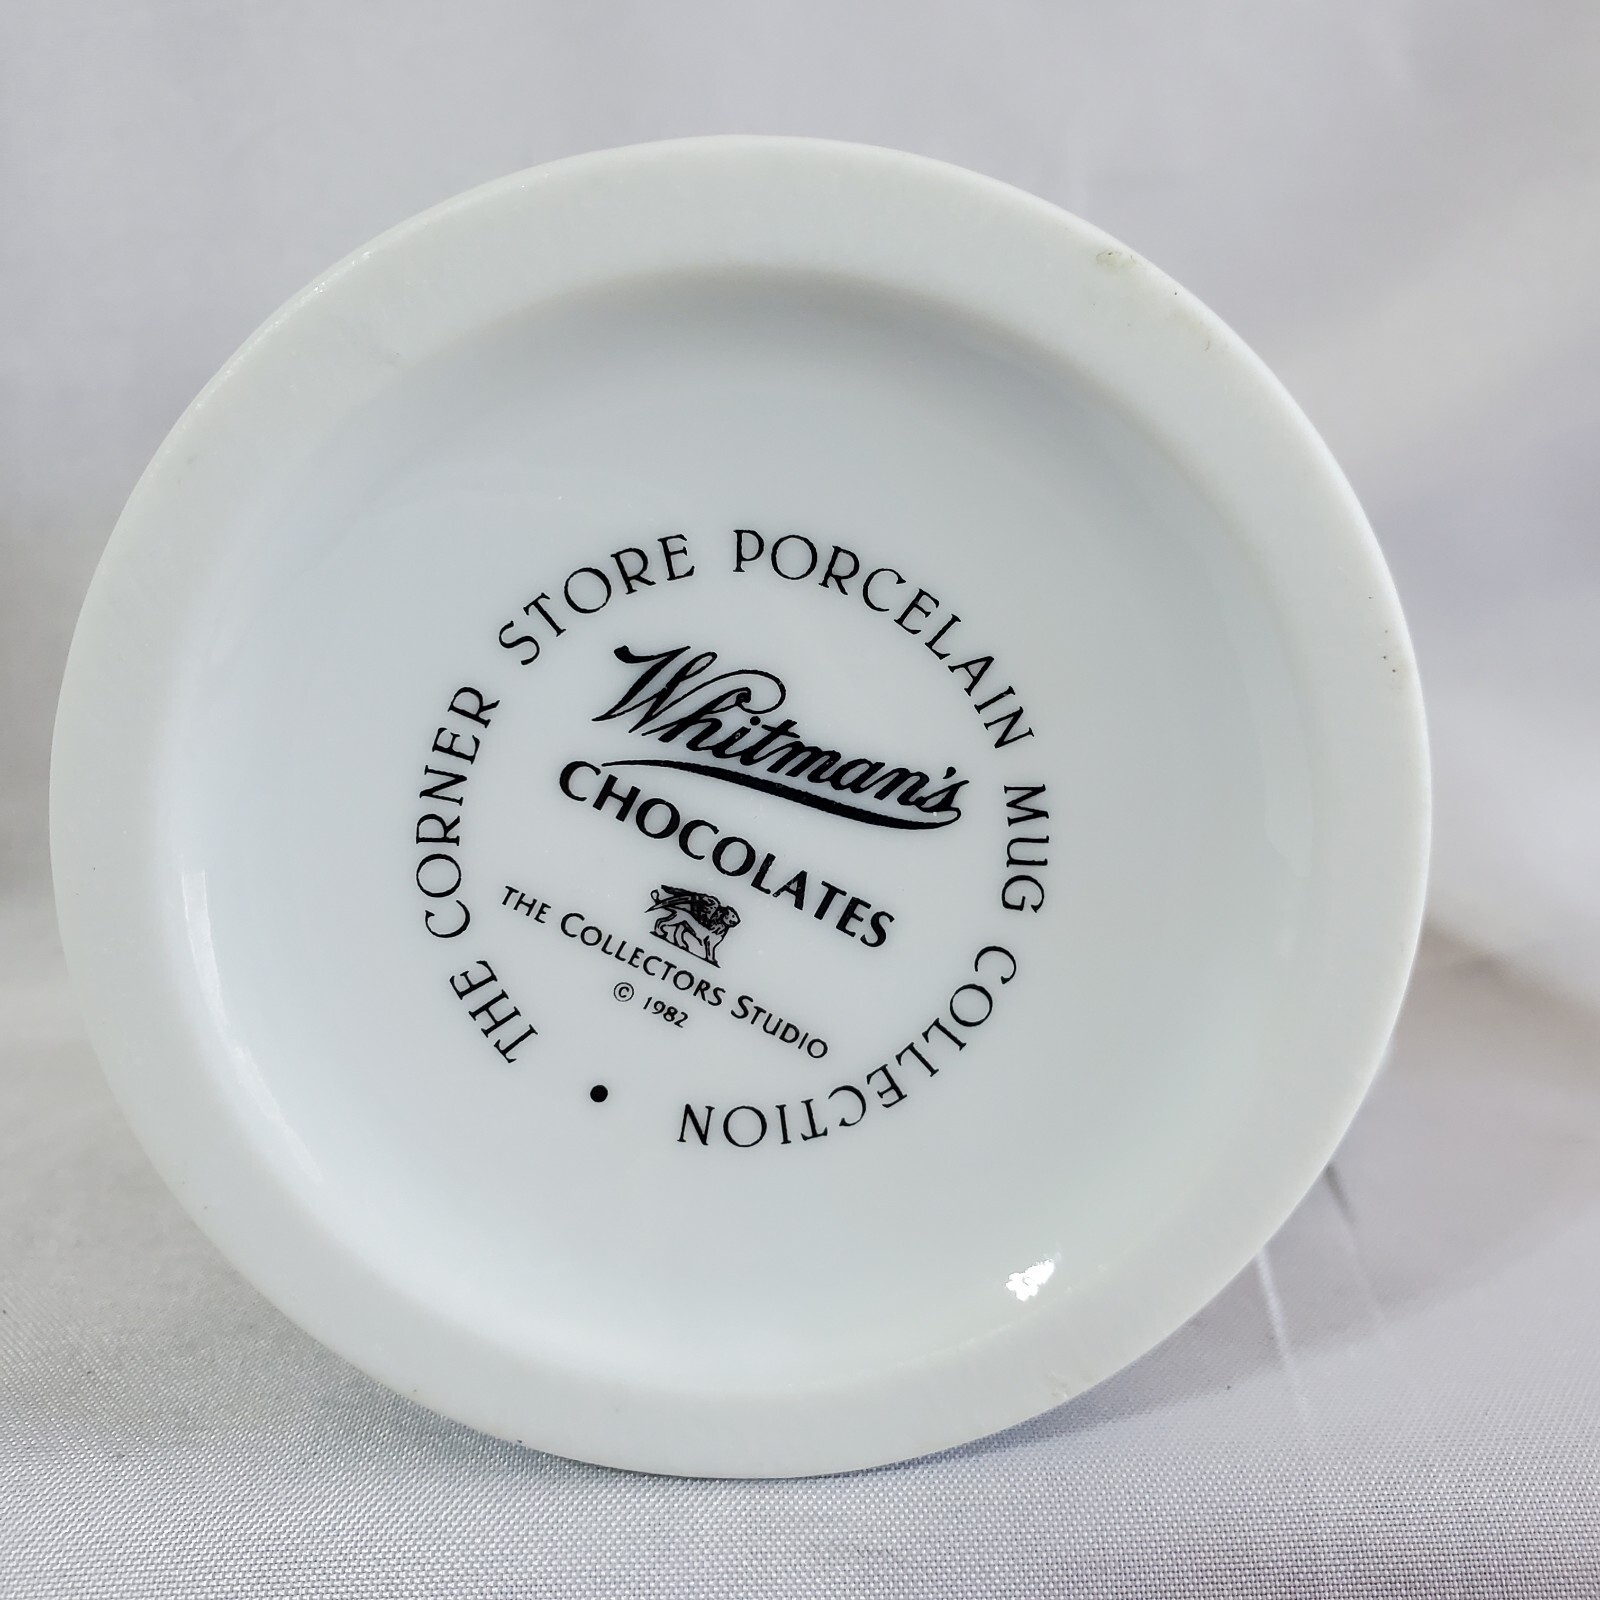 THE CORNER STORE PORCELAIN MUG COLLECTION •
Whitman's
CHOCOLATES
THE COLLECTORS STUDIO
© 1982